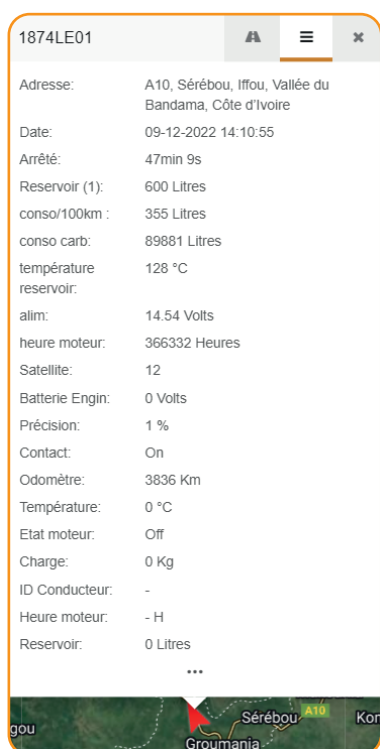 1874LE01
Adresse: A10, Sérébou, Iffou, Vallée du
Bandama, Côte d'Ivoire
Date: 09-12-2022 14:10:55
Arrêté: 47min 9s
Reservoir (1): 600 Litres
conso/100km : 355 Litres
conso carb: 89881 Litres
température 128 °C
reservoir:
alim: 14.54 Volts
heure moteur: 366332 Heures
Satellite: 12
Batterie Engin: 0 Volts
Précision: 1 %
Contact: On
Odomètre: 3836 Km
Température: 0 °C
Etat moteur: Off
Charge: 0 Kg
ID Conducteur: -
Heure moteur: - H
Reservoir: 0 Litres
...
Sérébou A10 Kor
gou
Groumania